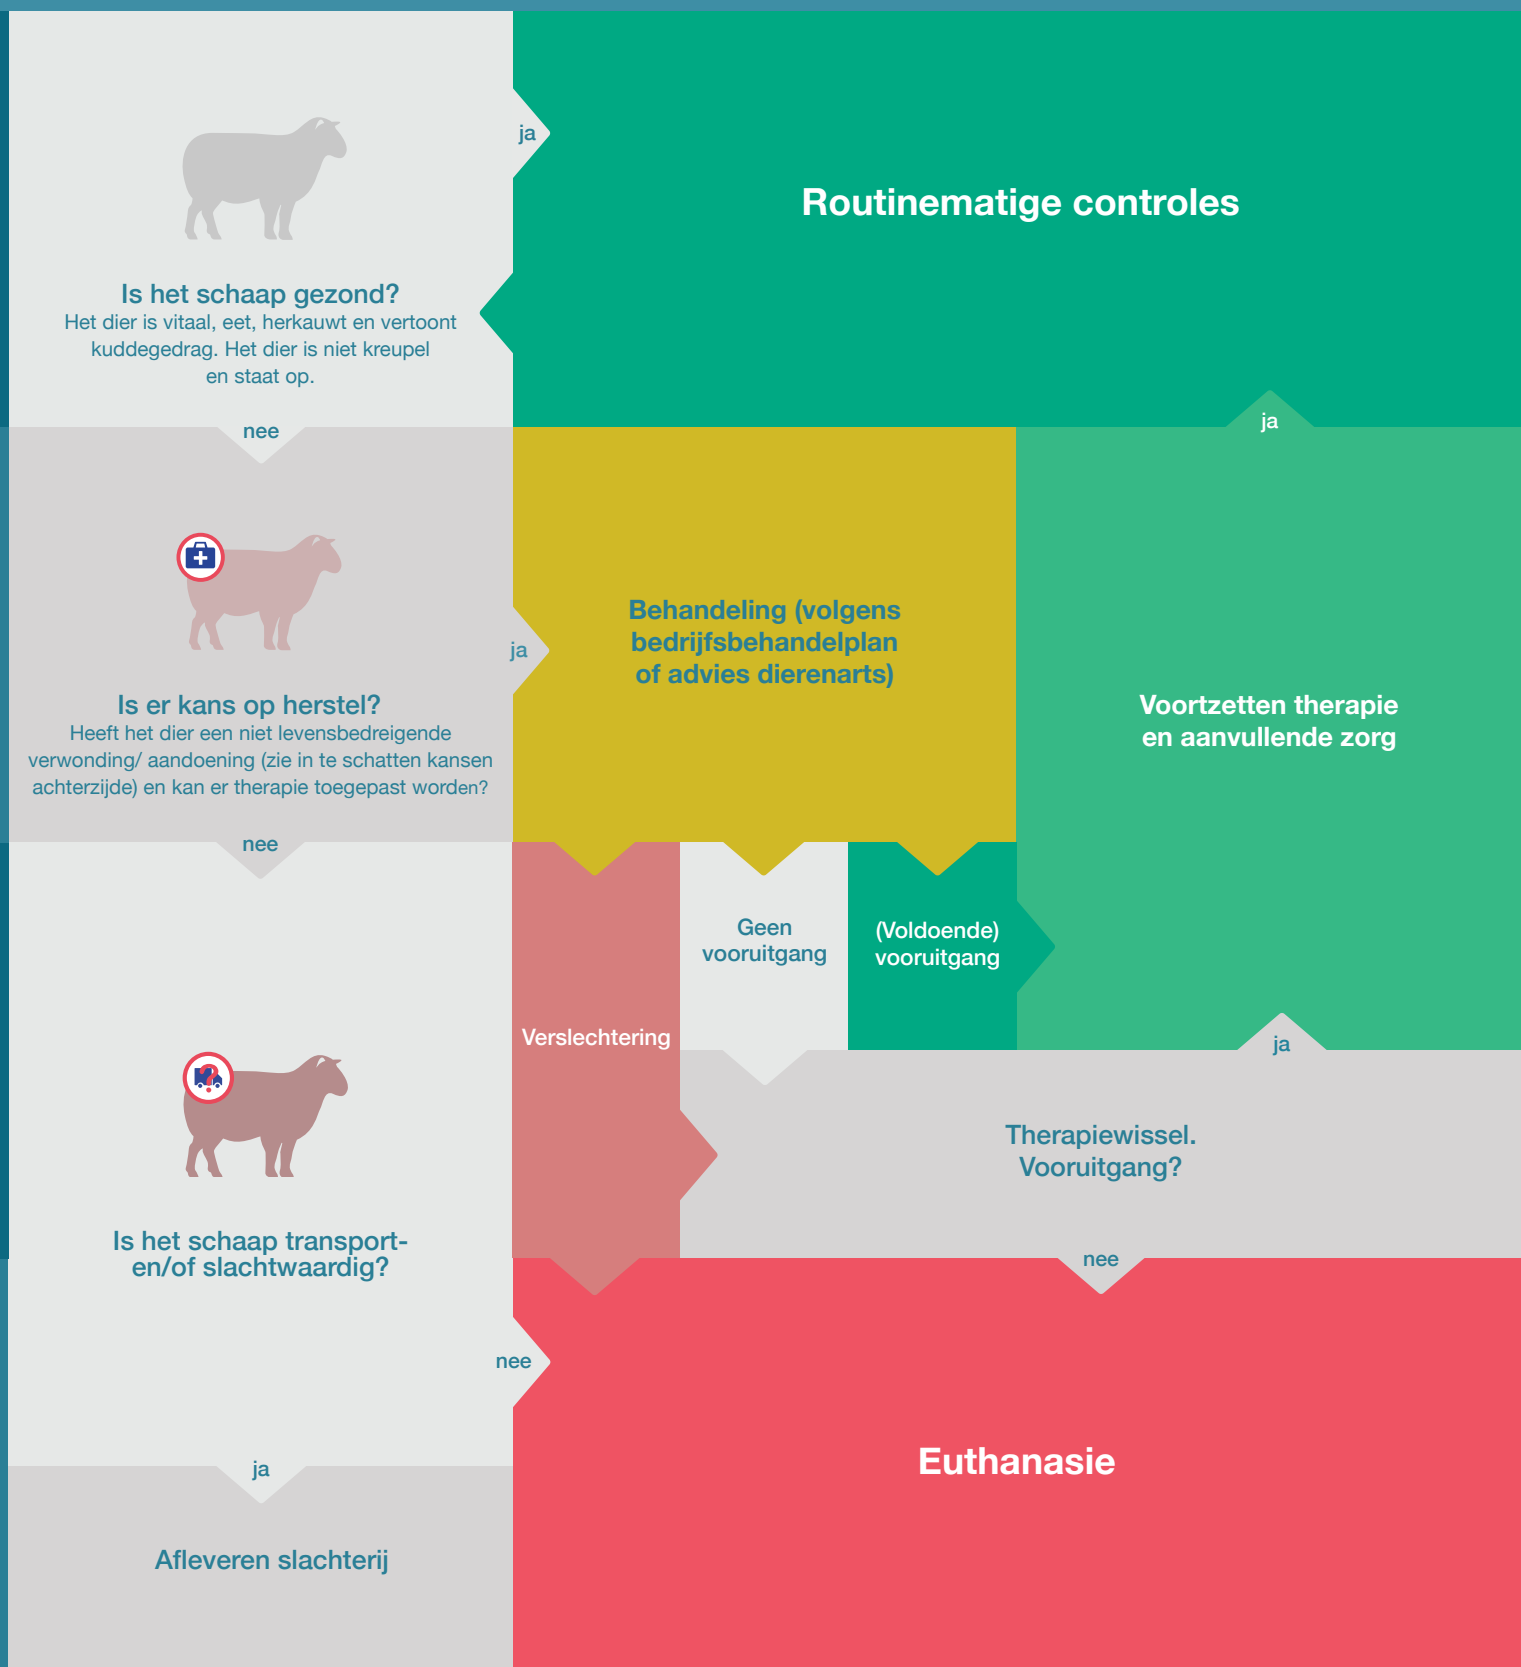 ja
Routinematige controles
Is het schaap gezond?
Het dier is vitaal, eet, herkauwt en vertoont
kuddegedrag. Het dier is niet kreupel
en staat op.
nee
ja
Is er kans op herstel?
Heeft het dier een niet levensbedreigende
verwonding/ aandoening (zie in te schatten kansen
achterzijde) en kan er therapie toegepast worden?
ja
Behandeling (volgens
bedrijfsbehandelplan
of advies dierenarts)
Voortzetten therapie
en aanvullende zorg
nee
Verslechtering
Geen
vooruitgang
(Voldoende)
vooruitgang
ja
Therapiewissel.
Vooruitgang?
Is het schaap transport-
en/of slachtwaardig?
nee
nee
Euthanasie
ja
Afleveren slachterij